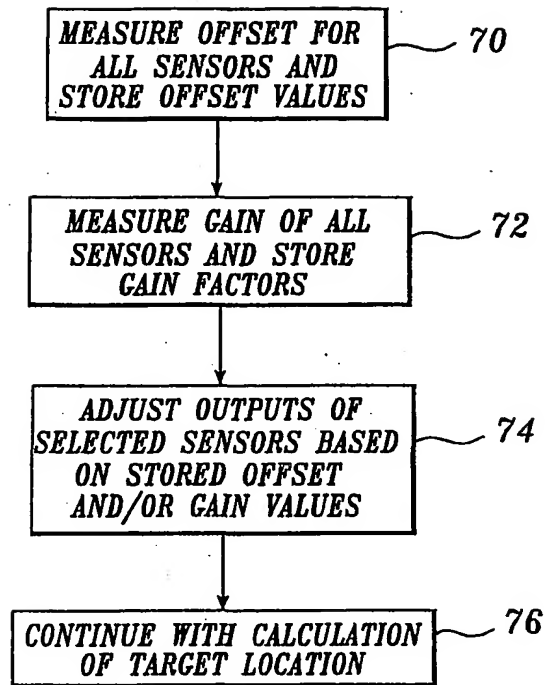 MEASURE OFFSET FOR
ALL SENSORS AND
STORE OFFSET VALUES
70
MEASURE GAIN OF ALL
SENSORS AND STORE
GAIN FACTORS
72
ADJUST OUTPUTS OF
SELECTED SENSORS BASED
ON STORED OFFSET
AND/OR GAIN VALUES
74
CONTINUE WITH CALCULATION
OF TARGET LOCATION
76